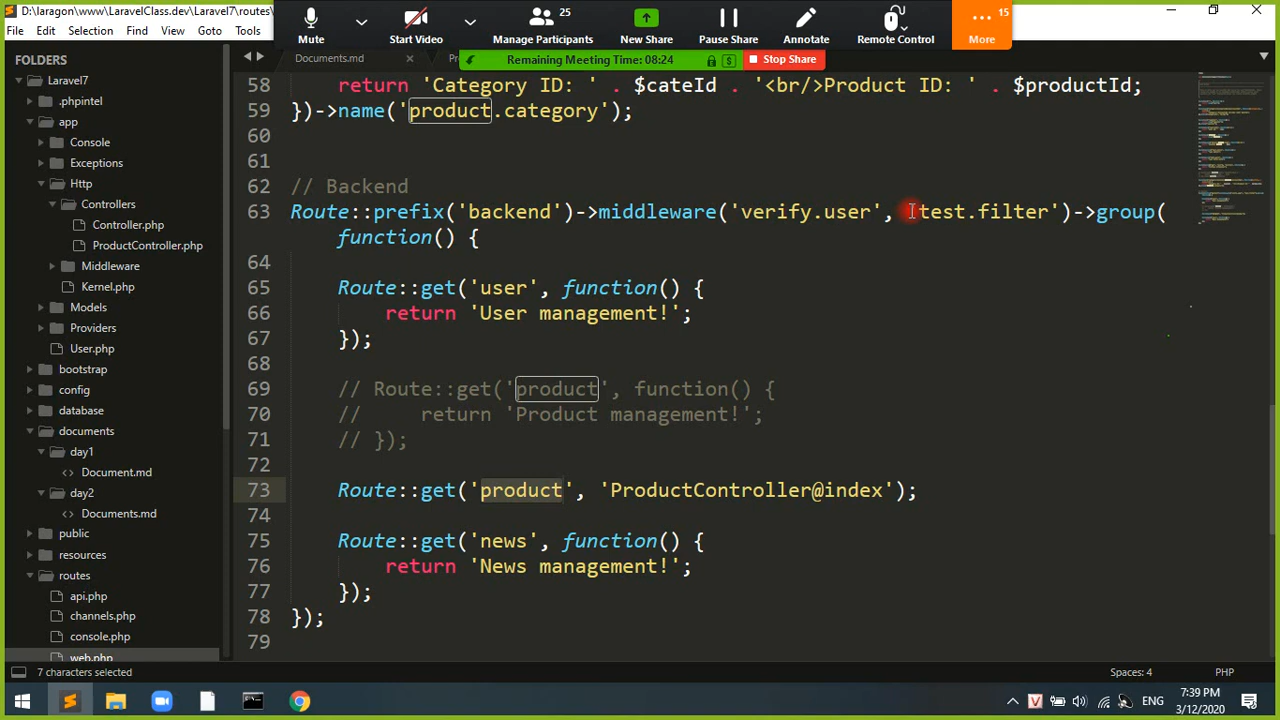 D:\laragon\www\LaravelClass.dev\Laravel7\routes\
File Edit Selection Find View Goto Tools
Mute
Start Video
25
Manage Participants
New Share
Pause Share
Annotate
Remote Control
15
More
Remaining Meeting Time: 08:24
Stop Share
Documents.md
FOLDERS
Laravel7
.phpintel
app
Console
Exceptions
Http
Controllers
Controller.php
ProductController.php
Middleware
Kernel.php
Models
Providers
User.php
bootstrap
config
database
documents
day1
Document.md
day2
Documents.md
public
resources
routes
api.php
channels.php
console.php
web.php
58 return 'Category ID: ' . $cateId . '<br/>Product ID: ' . $productId;
59 })->name('product.category');
60
61
62 // Backend
63 Route::prefix('backend')->middleware('verify.user', 'test.filter')->group(
function() {
64
65 Route::get('user', function() {
66 return 'User management!';
67 });
68
69 // Route::get('product', function() {
70 // return 'Product management!';
71 // });
72
73 Route::get('product', 'ProductController@index');
74
75 Route::get('news', function() {
76 return 'News management!';
77 });
78 });
79
7 characters selected
Spaces: 4
PHP
ENG
7:39 PM
3/12/2020